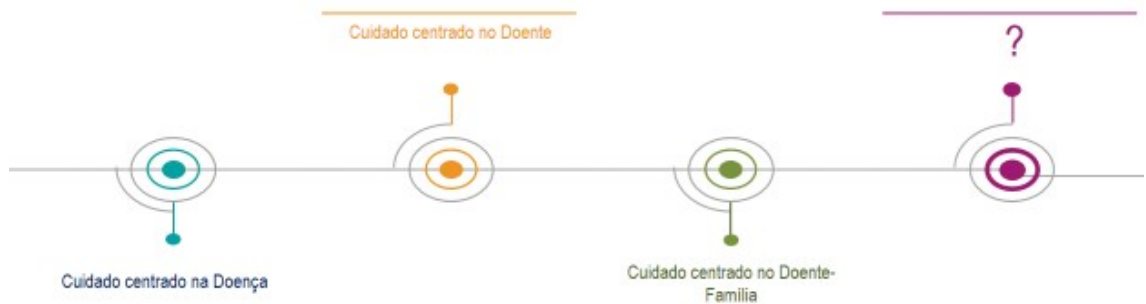 Cuidado centrado no Doente
?
Cuidado centrado na Doença
Cuidado centrado no Doente-
Família